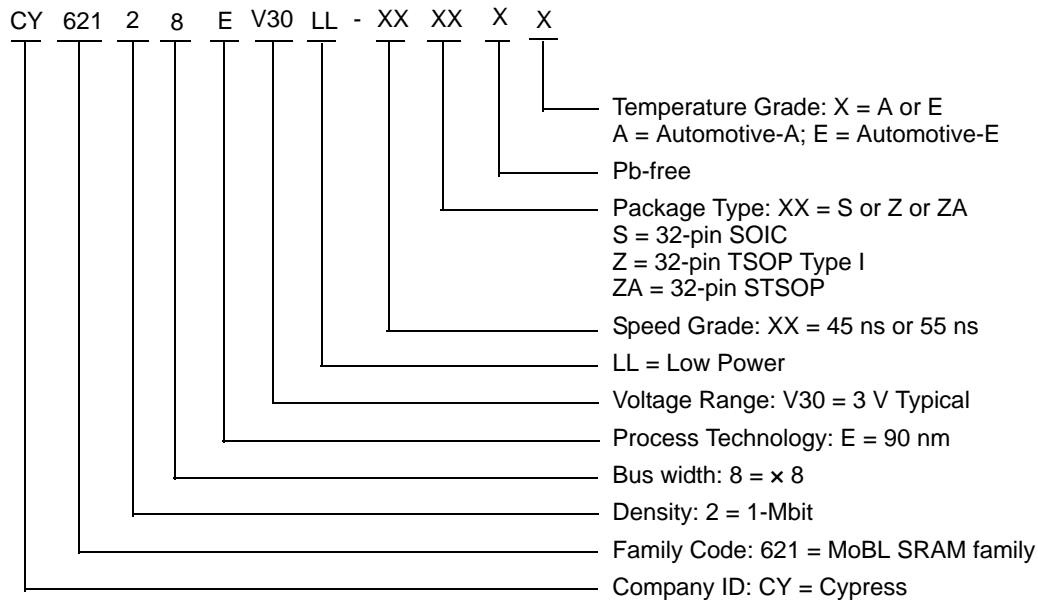 CY 621 2 8 E V30 LL - XX XX X X
Temperature Grade: X = A or E
A = Automotive-A; E = Automotive-E
Pb-free
Package Type: XX = S or Z or ZA
S = 32-pin SOIC
Z = 32-pin TSOP Type I
ZA = 32-pin STSOP
Speed Grade: XX = 45 ns or 55 ns
LL = Low Power
Voltage Range: V30 = 3 V Typical
Process Technology: E = 90 nm
Bus width: 8 = × 8
Density: 2 = 1-Mbit
Family Code: 621 = MoBL SRAM family
Company ID: CY = Cypress